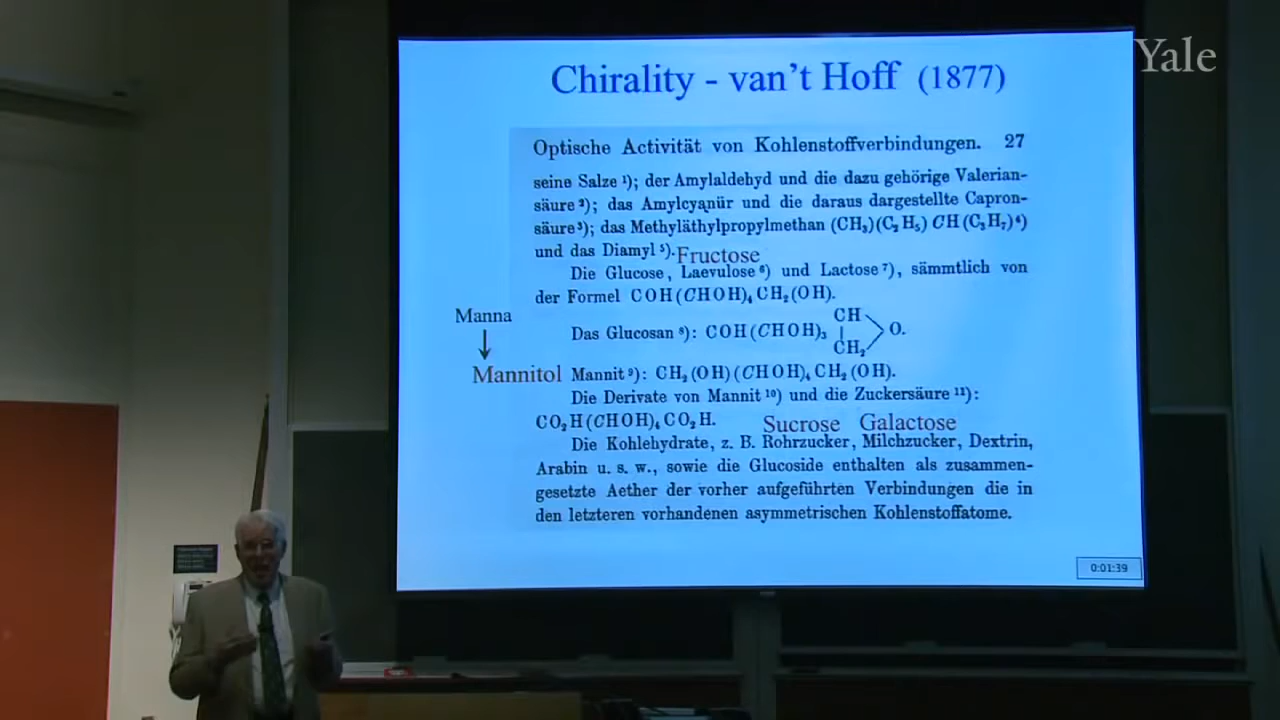 Yale
Chirality - van't Hoff (1877)
Optische Activität von Kohlenstoffverbindungen. 27
seine Salze ¹); der Amylaldehyd und die dazu gehörige Valerian-
säure ²); das Amylcyanür und die daraus dargestellte Capron-
säure ³); das Methyläthylpropylmethan (CH₃)(C₂H₅) CH (C₃H₇) ⁴)
und das Diamyl ⁵). Fructose
Die Glucose, Laevulose ⁶) und Lactose ⁷), sämmtlich von
der Formel COH(CHOH)₄CH₂(OH).
Manna
Das Glucosan ⁸): COH(CHOH)₃ CH CH₂ O.
Mannitol Mannit ⁹): CH₂(OH)(CHOH)₄CH₂(OH).
Die Derivate von Mannit ¹⁰) und die Zuckersäure ¹²):
CO₂H(CHOH)₄CO₂H. Sucrose Galactose
Die Kohlehydrate, z. B. Rohrzucker, Milchzucker, Dextrin,
Arabin u. s. w., sowie die Glucoside enthalten als zusammen-
gesetzte Aether der vorher aufgeführten Verbindungen die in
den letzteren vorhandenen asymmetrischen Kohlenstoffatome.
0:01:39